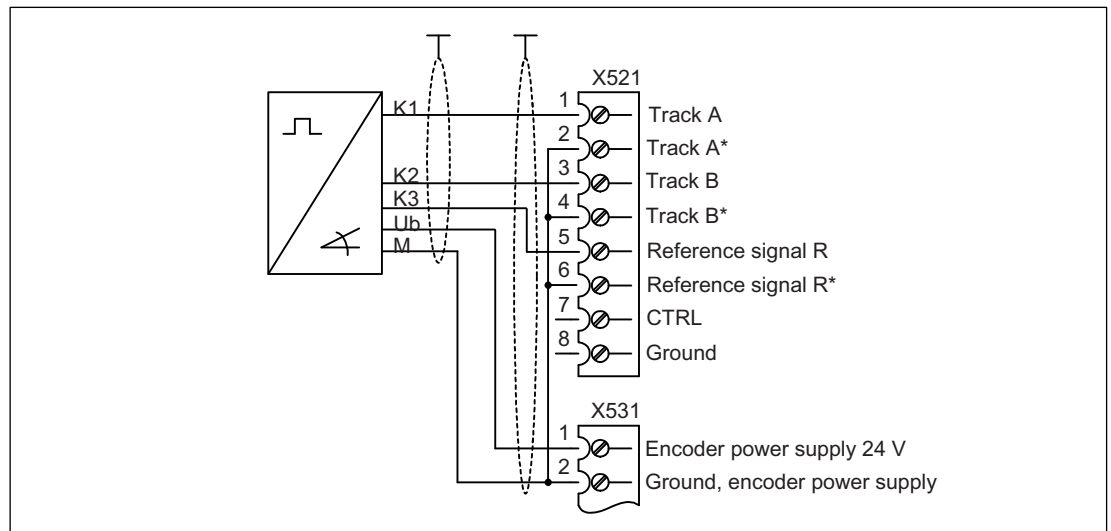 X521
K1
1
Track A
2
Track A*
K2
3
Track B
K3
4
Track B*
Ub
5
Reference signal R
M
6
Reference signal R*
7
CTRL
8
Ground
X531
1
Encoder power supply 24 V
2
Ground, encoder power supply